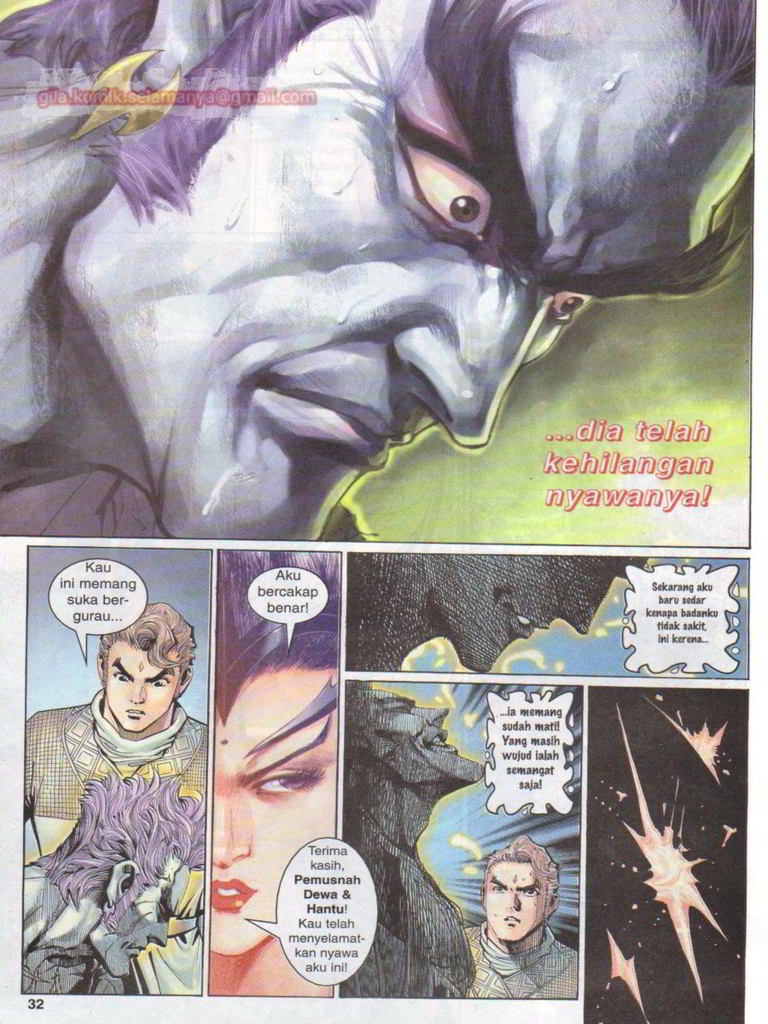 gila.komik.selamanya@gmail.com
...dia telah
kehilangan
nyawanya!
Kau
ini memang
suka ber-
gurau...
Aku
bercakap
benar!
Terima
kasih,
Pemusnah
Dewa &
Hantu!
Kau telah
menyelamat-
kan nyawa
aku ini!
Sekarang aku
baru sedar
kenapa badanku
tidak sakit,
ini kerena...
...ia memang
sudah mati!
Yang masih
wujud ialah
semangat
saja!
32